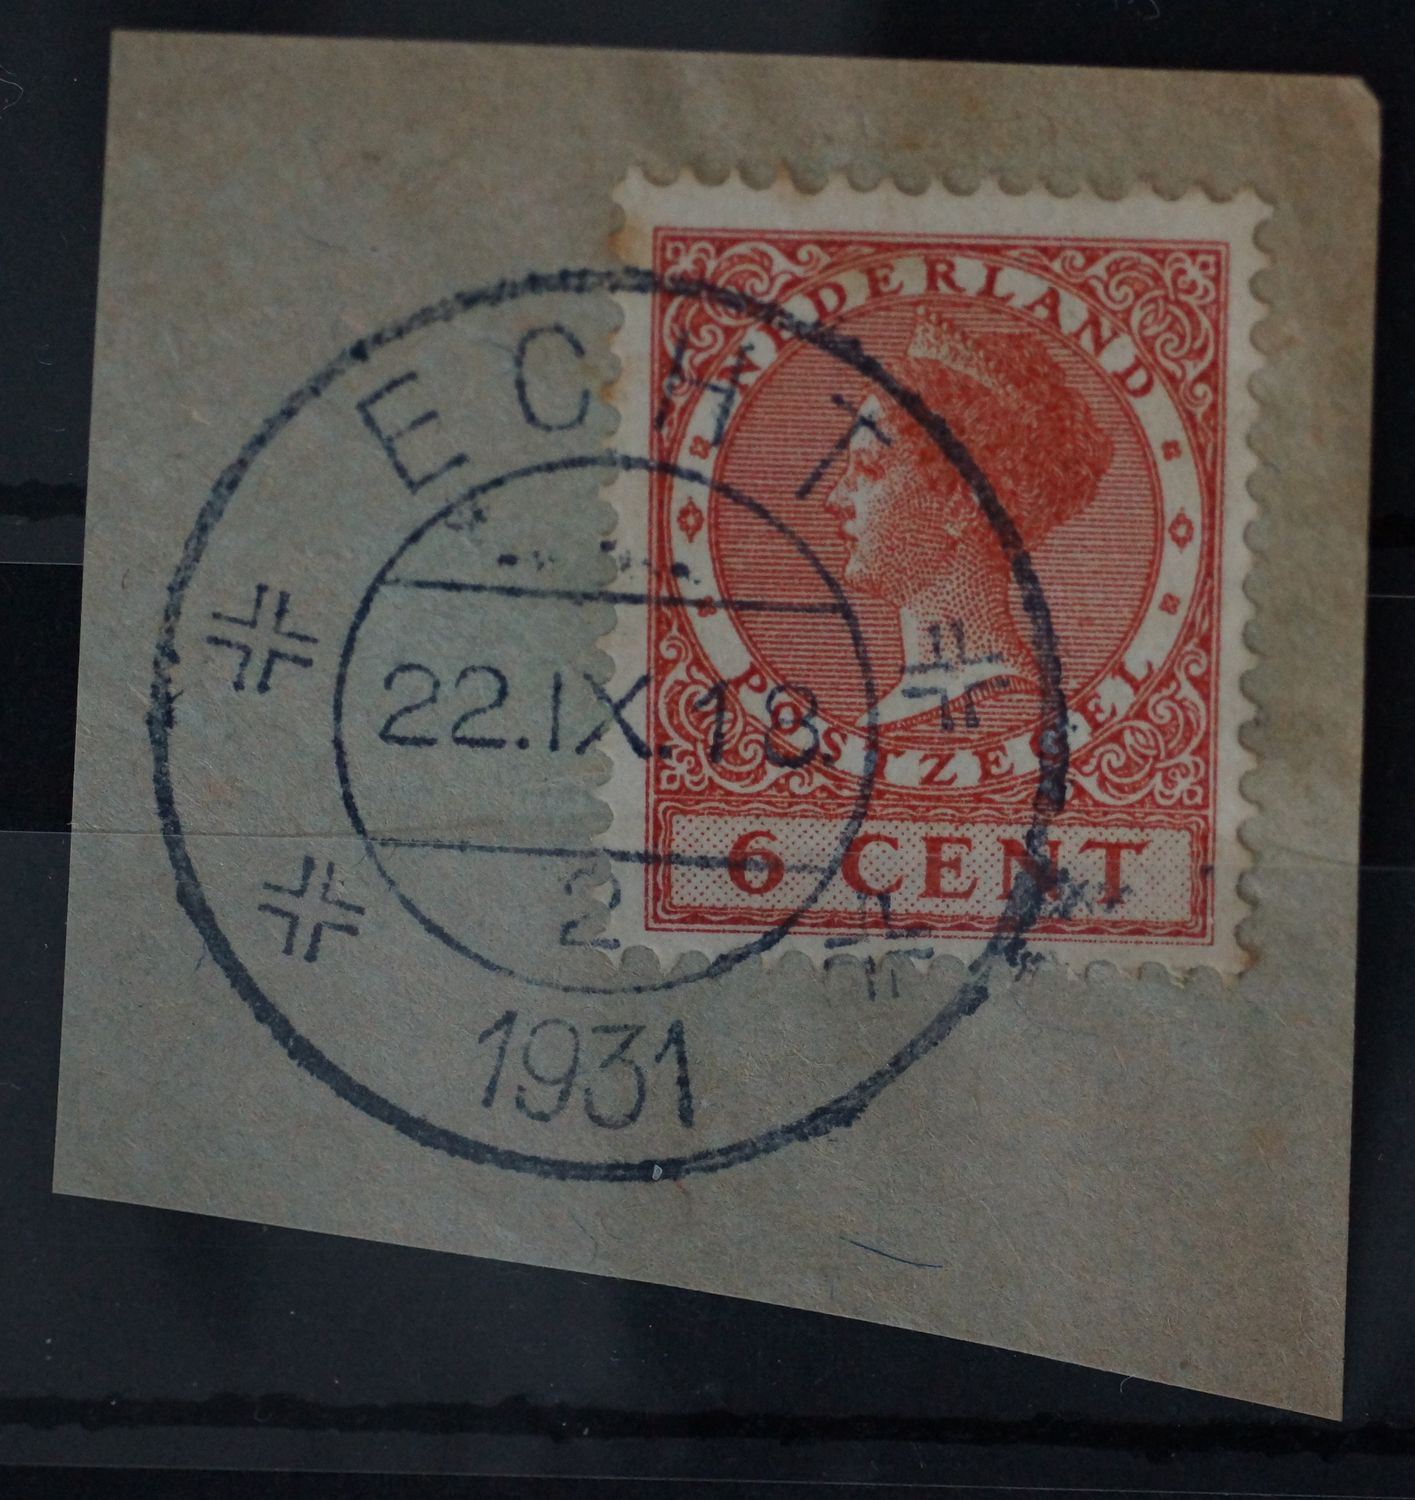 ECHT
22.IX.18.
2
1931
NEDERLAND
POSTZEGEL
6 CENT